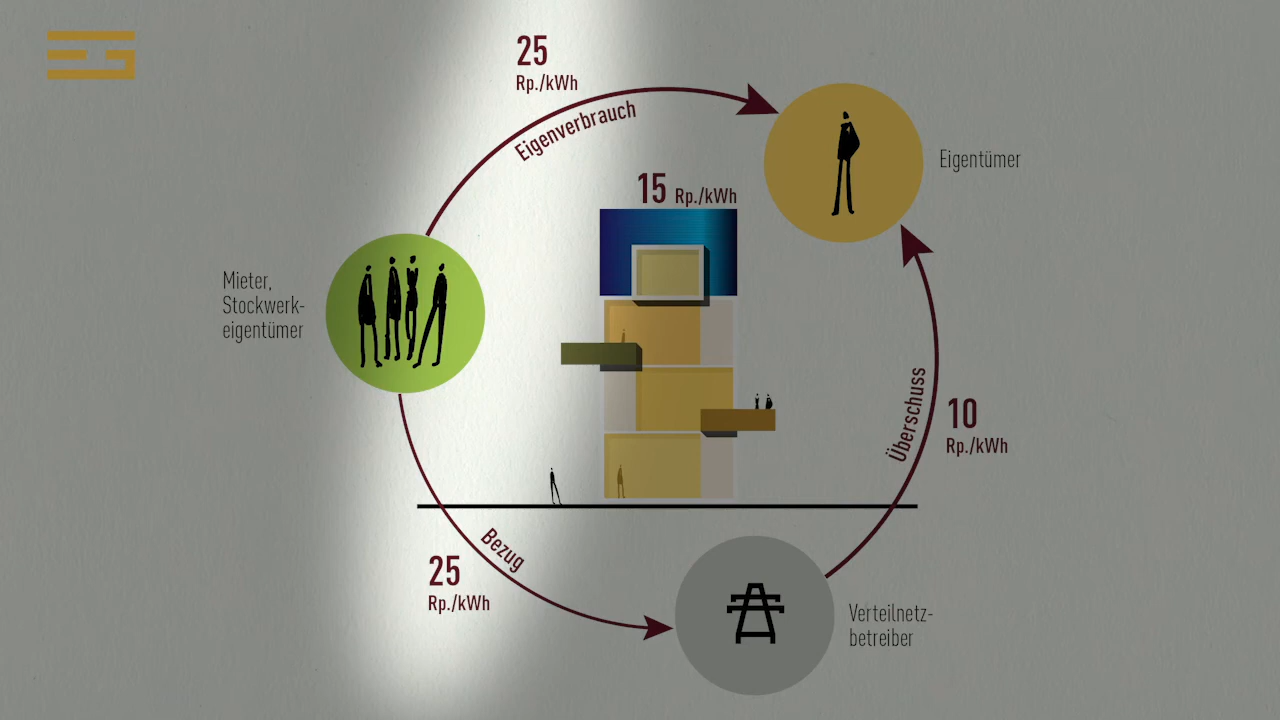 25
Rp./kWh
Eigenverbrauch
15 Rp./kWh
Eigentümer
Mieter,
Stockwerk-
eigentümer
Überschuss
10
Rp./kWh
Bezug
25
Rp./kWh
Verteilnetz-
betreiber